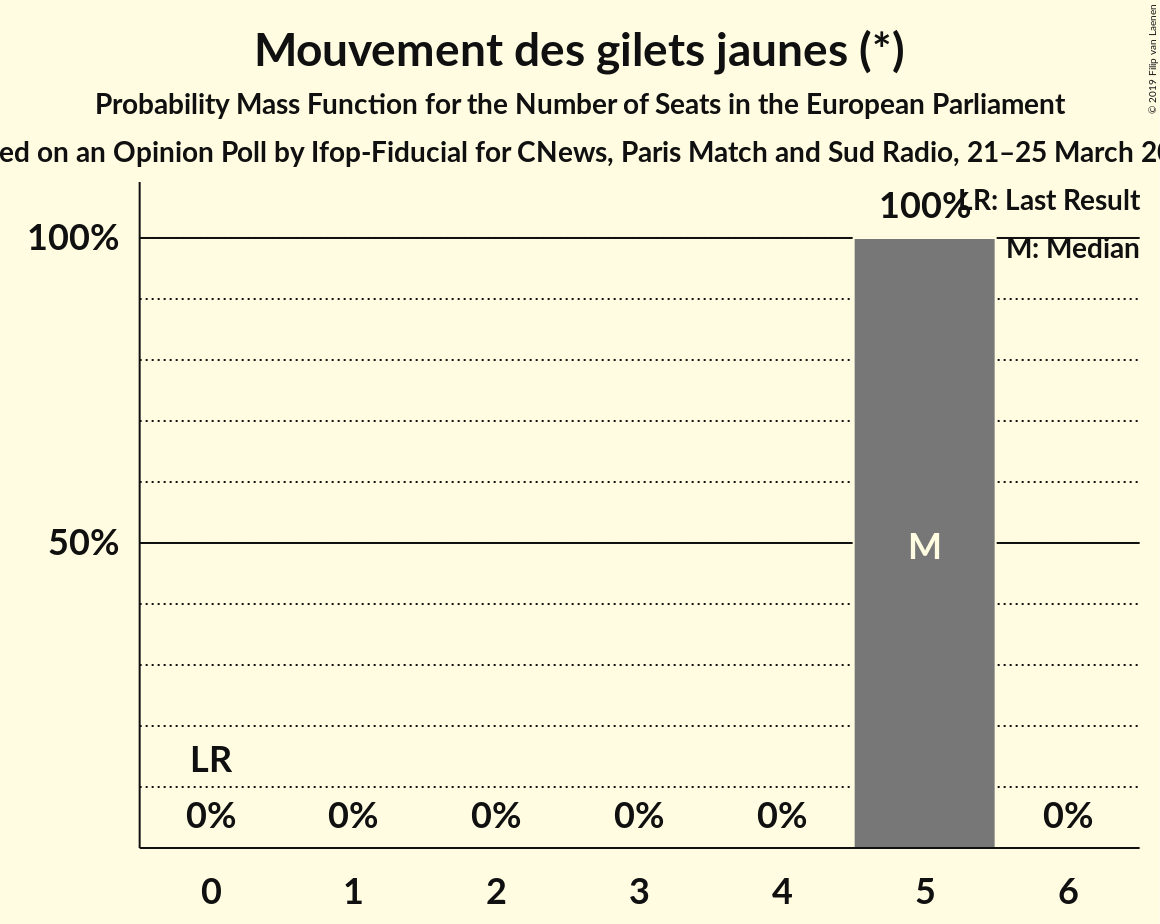 Mouvement des gilets jaunes (*)
Probability Mass Function for the Number of Seats in the European Parliament
on an Opinion Poll by Ifop-Fiducial for CNews, Paris Match and Sud Radio, 21–25 March
© 2019 Filip van Laenen
100%
LR: Last Result
100%
M: Median
50%
M
LR
0% 0% 0% 0% 0% 0%
0 1 2 3 4 5 6